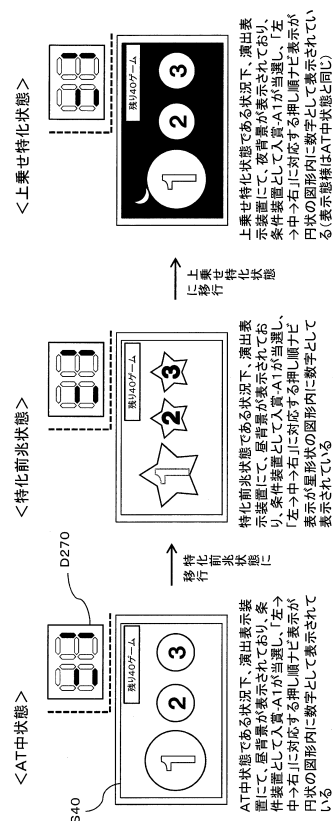 <AT中状態>
D270
S40
残り40ゲーム
1 2 3
AT中状態である状況下、演出表示装
置にて、昼背景が表示されており、条
件装置として入賞-A1が当選し、「左→
中→右」に対応する押し順ナビ表示が
円状の図形内に数字として表示されて
いる
特化前兆状態に
移行
<特化前兆状態>
残り40ゲーム
1 2 3
特化前兆状態である状況下、演出表
示装置にて、昼背景が表示されてお
り、条件装置として入賞-A1が当選し、
「左→中→右」に対応する押し順ナビ
表示が星形状の図形内に数字として
表示されている
上乗せ特化状態
に移行
<上乗せ特化状態>
残り40ゲーム
1 2 3
上乗せ特化状態である状況下、演出表
示装置にて、夜背景が表示されており、
条件装置として入賞-A1が当選し、「左
→中→右」に対応する押し順ナビ表示が
円状の図形内に数字として表示されてい
る(表示態様はAT中状態と同じ)